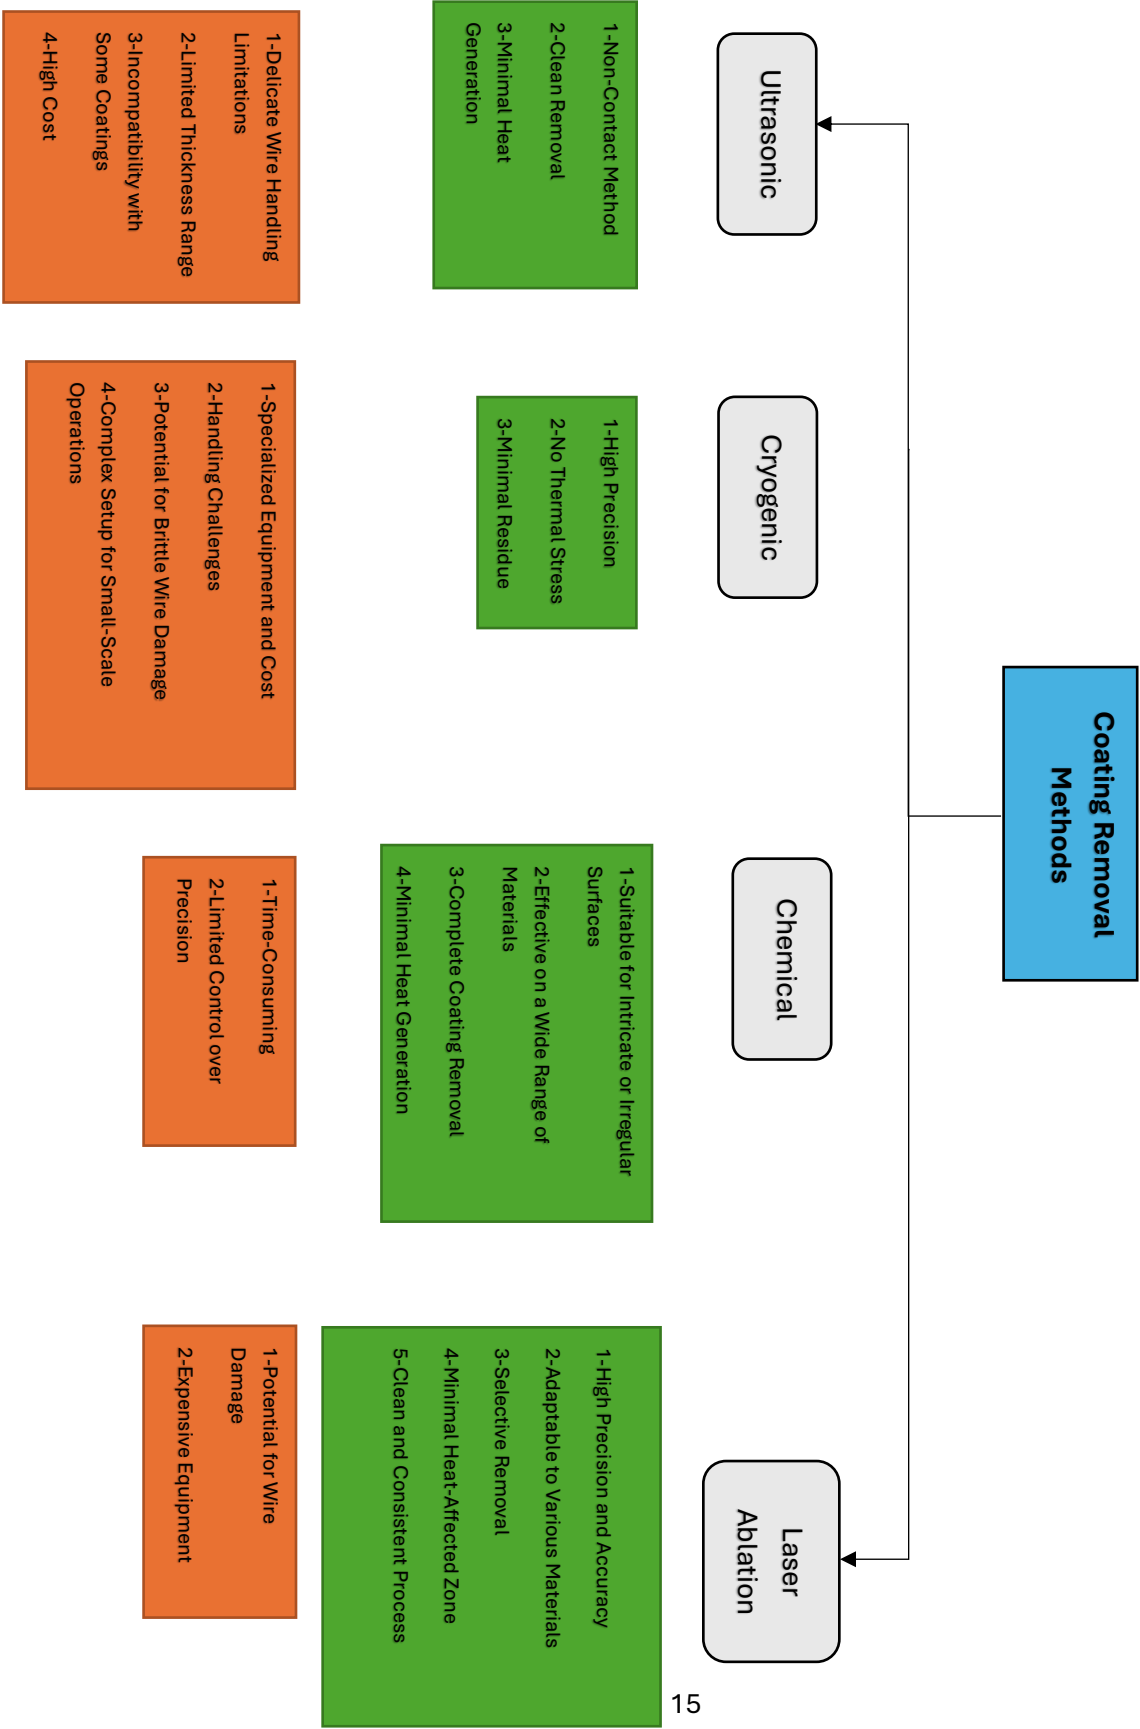 Coating Removal
Methods
Ultrasonic
Cryogenic
Chemical
Laser
Ablation
1-Non-Contact Method
2-Clean Removal
3-Minimal Heat
Generation
1-High Precision
2-No Thermal Stress
3-Minimal Residue
1-Suitable for Intricate or Irregular
Surfaces
2-Effective on a Wide Range of
Materials
3-Complete Coating Removal
4-Minimal Heat Generation
1-High Precision and Accuracy
2-Adaptable to Various Materials
3-Selective Removal
4-Minimal Heat-Affected Zone
5-Clean and Consistent Process
1-Delicate Wire Handling
Limitations
2-Limited Thickness Range
3-Incompatibility with
Some Coatings
4-High Cost
1-Specialized Equipment and Cost
2-Handling Challenges
3-Potential for Brittle Wire Damage
4-Complex Setup for Small-Scale
Operations
1-Time-Consuming
2-Limited Control over
Precision
1-Potential for Wire
Damage
2-Expensive Equipment
15